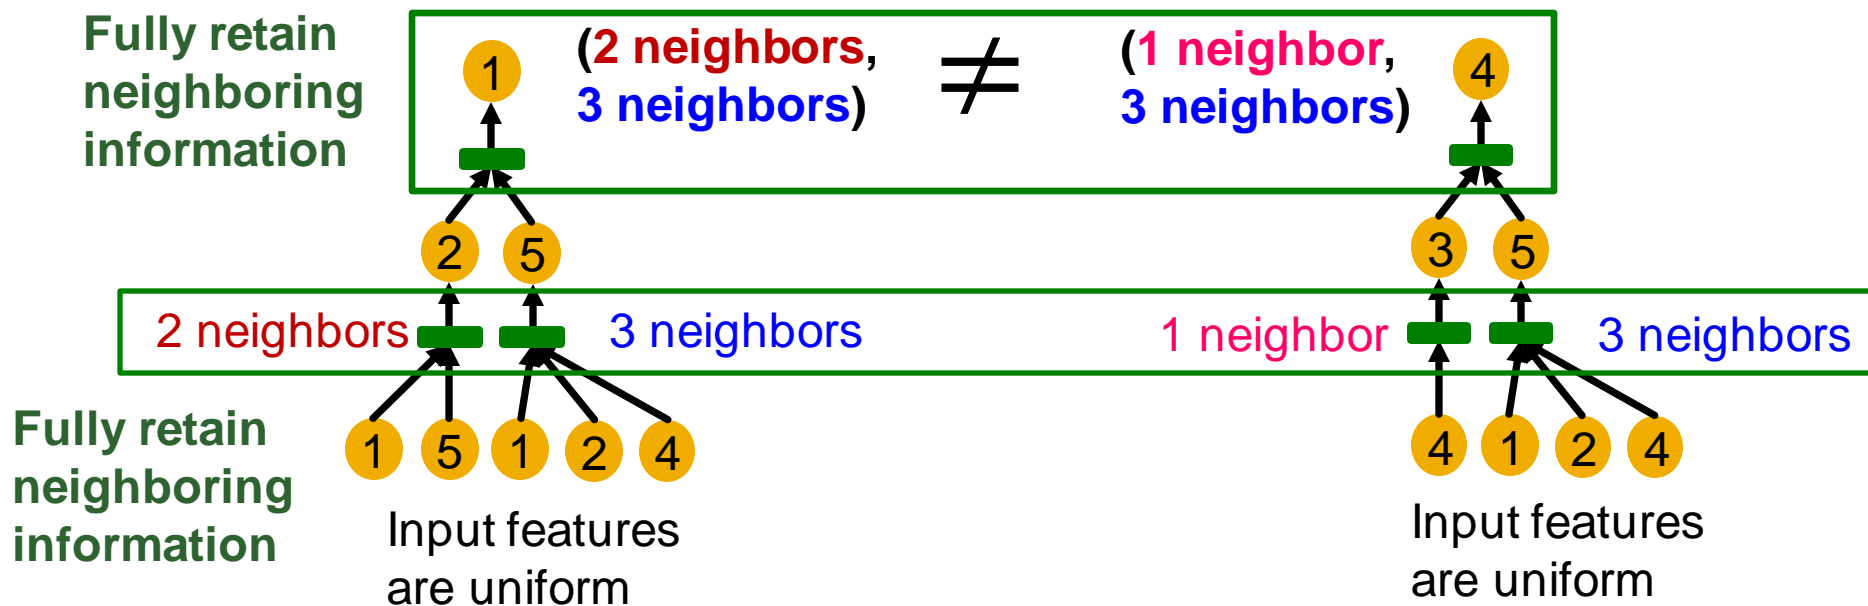 Fully retain
neighboring
information
1
(2 neighbors,
3 neighbors)
≠
(1 neighbor,
3 neighbors)
4
2
5
3
5
2 neighbors
3 neighbors
1 neighbor
3 neighbors
Fully retain
neighboring
information
1
5
1
2
4
4
1
2
4
Input features
are uniform
Input features
are uniform